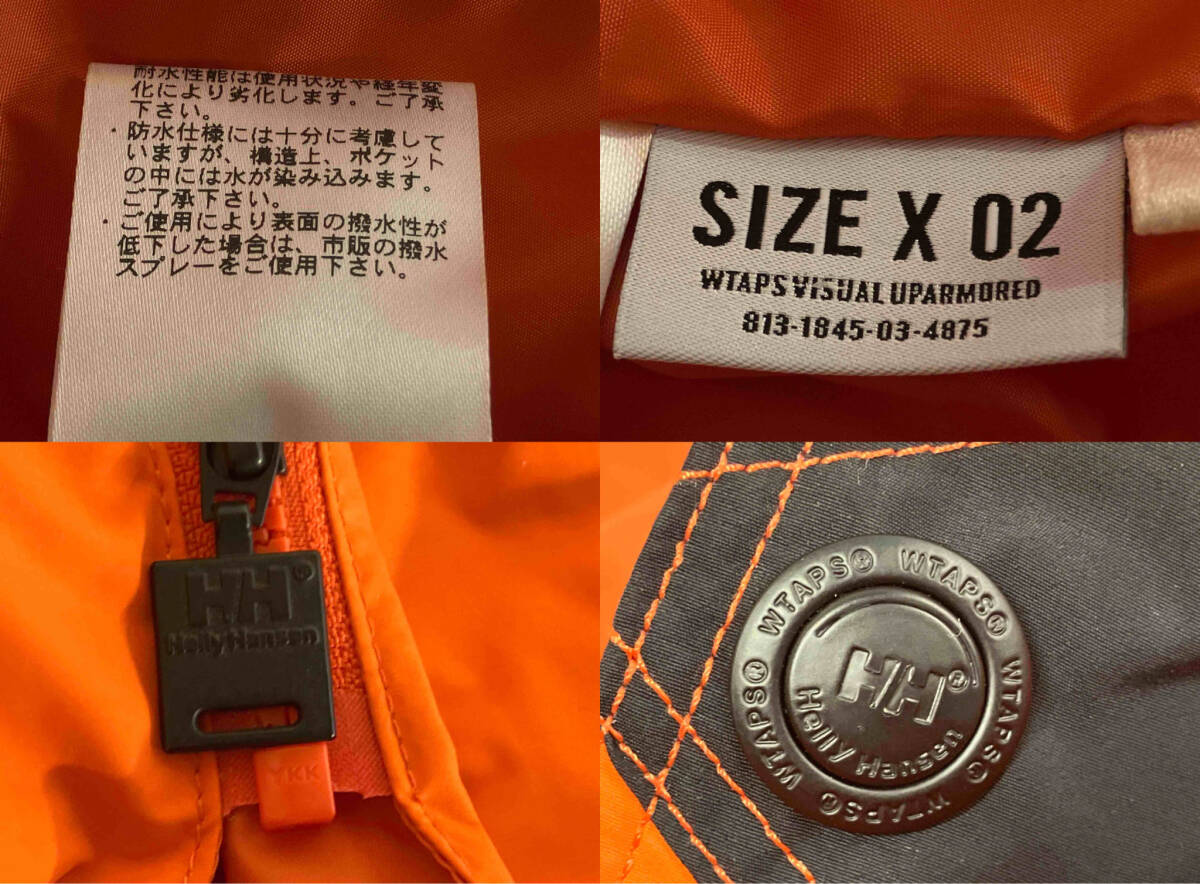 耐水性能は使用状況や経年変
化により劣化します。ご了承
下さい。
・防水仕様には十分に考慮して
いますが、構造上、ポケット
の中には水が染み込みます。
ご了承下さい。
・ご使用により表面の撥水性が
低下した場合は、市販の撥水
スプレーをご使用下さい。
SIZE X 02
WTAPS VISUAL UPARMORED
813-1845-03-4875
HH®
Helly Hansen
YKK
WTAPS® WTAPS® WTAPS® WTAPS® WTAPS® WTAPS®
HH®
Helly Hansen